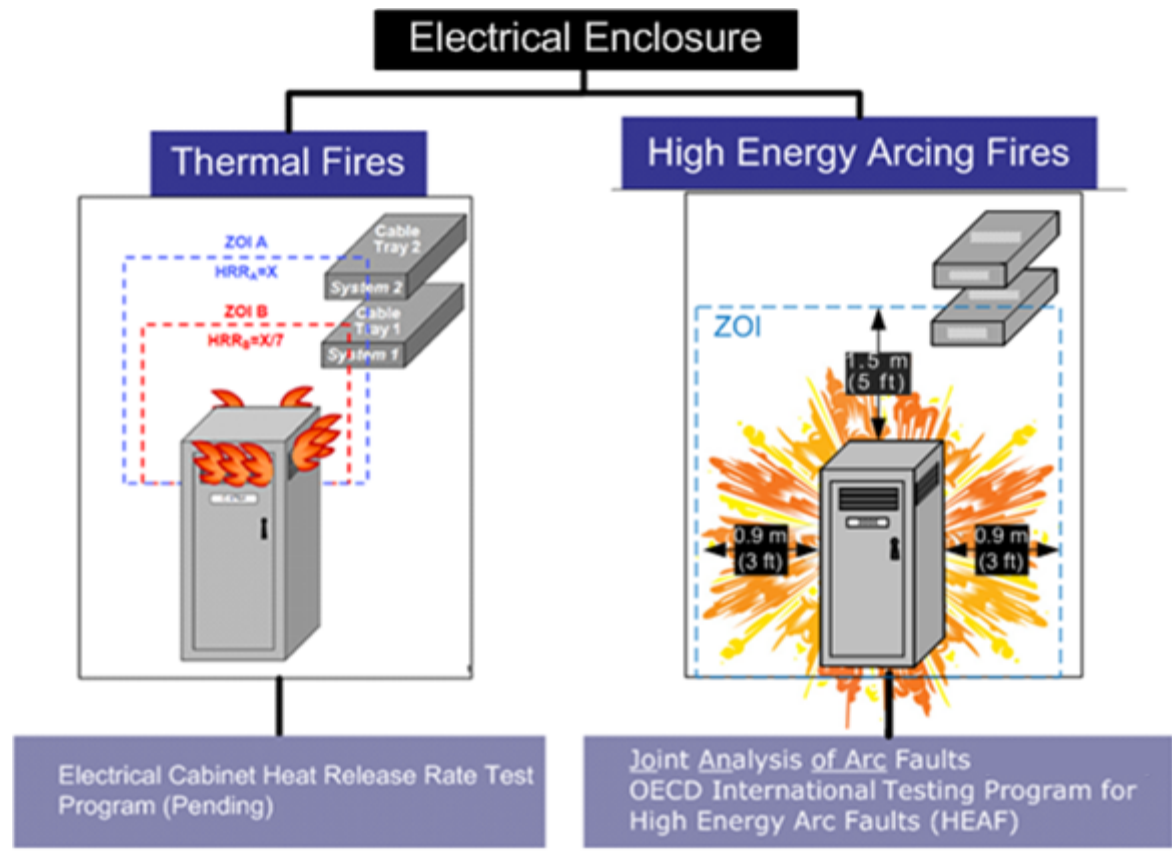 Electrical Enclosure
Thermal Fires
High Energy Arcing Fires
ZOI A
HRRA=X
ZOI B
HRRB=X/7
Cable
Tray 2
System 2
Cable
Tray 1
System 1
ZOI
1.5 m
(5 ft)
0.9 m
(3 ft)
0.9 m
(3 ft)
Electrical Cabinet Heat Release Rate Test
Program (Pending)
Joint Analysis of Arc Faults
OECD International Testing Program for
High Energy Arc Faults (HEAF)